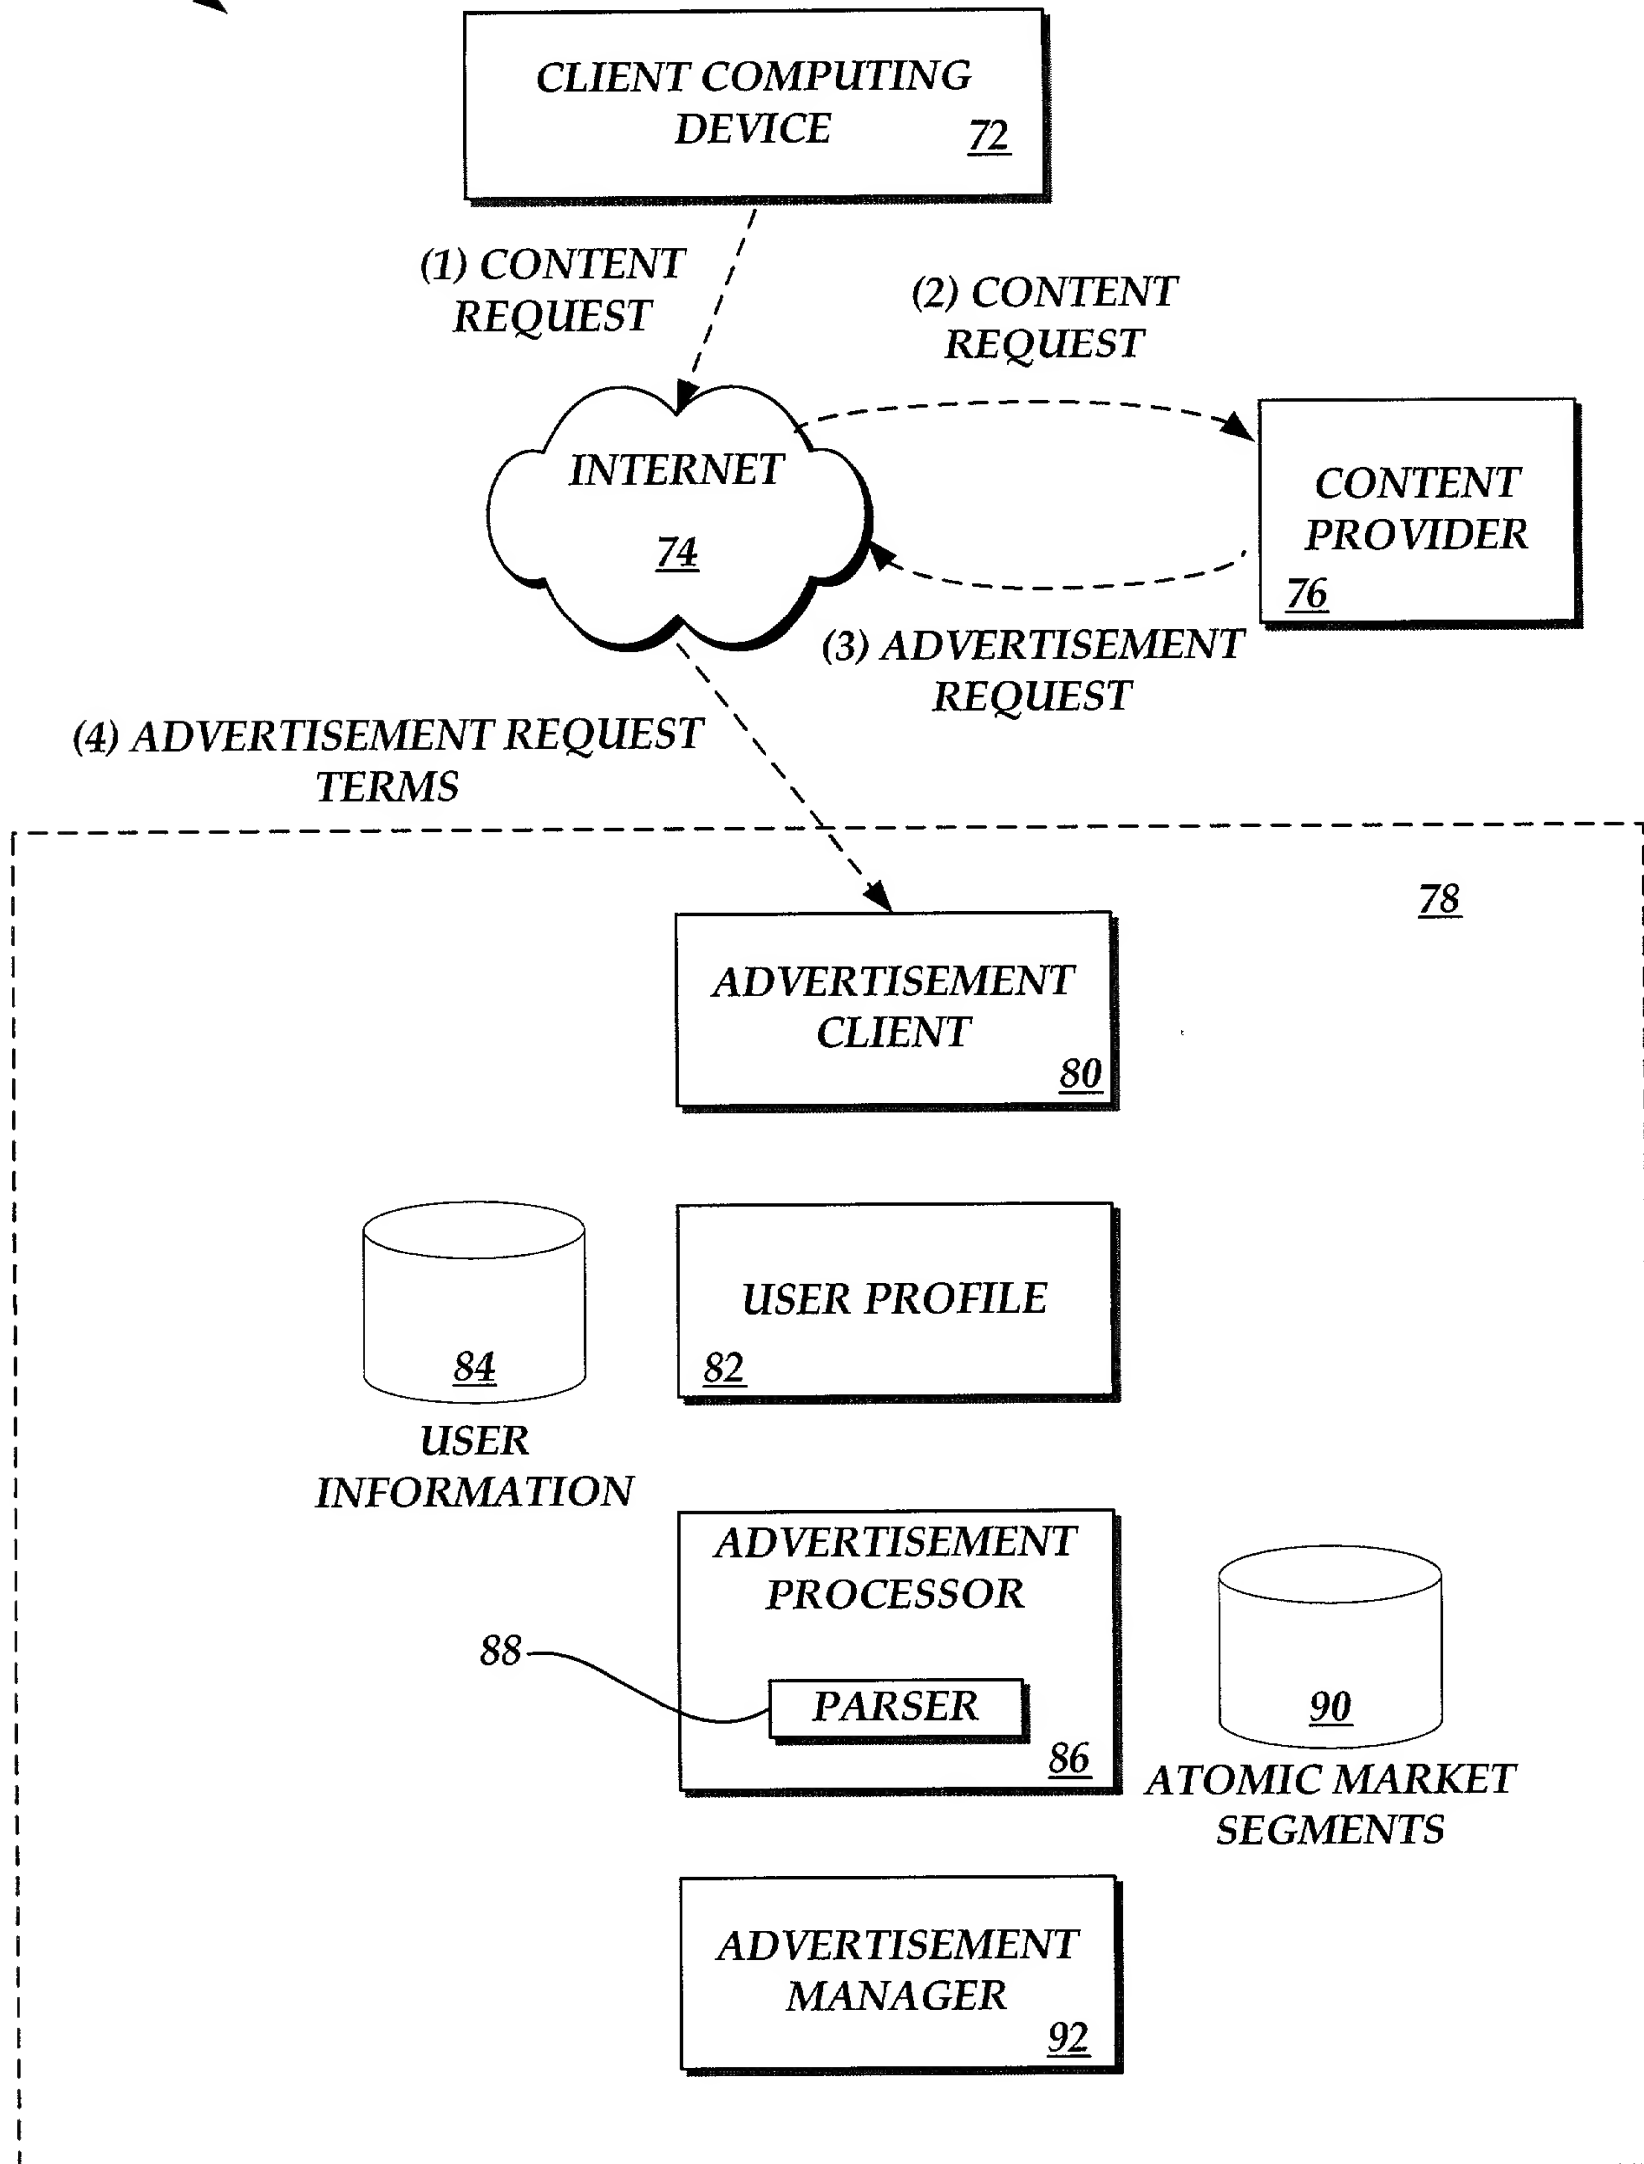 CLIENT COMPUTING
DEVICE
72
(1) CONTENT
REQUEST
(2) CONTENT
REQUEST
INTERNET
74
CONTENT
PROVIDER
76
(3) ADVERTISEMENT
REQUEST
(4) ADVERTISEMENT REQUEST
TERMS
78
ADVERTISEMENT
CLIENT
80
84
USER
INFORMATION
USER PROFILE
82
ADVERTISEMENT
PROCESSOR
88
PARSER
86
90
ATOMIC MARKET
SEGMENTS
ADVERTISEMENT
MANAGER
92